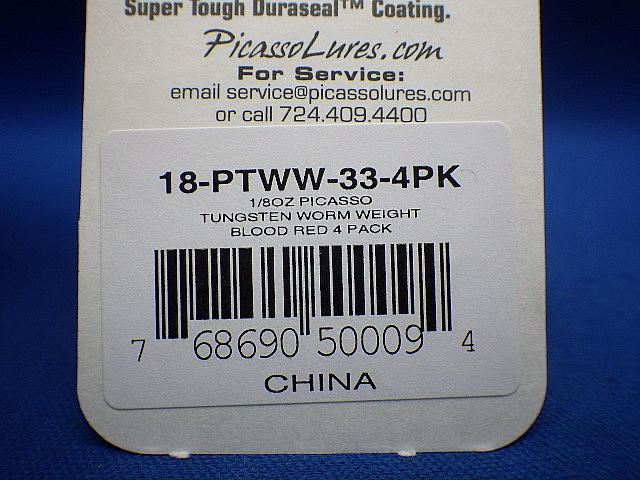 Super Tough Duraseal™ Coating.
PicassoLures.com
For Service:
email service@picassolures.com
or call 724.409.4400
18-PTWW-33-4PK
1/8OZ PICASSO
TUNGSTEN WORM WEIGHT
BLOOD RED 4 PACK
7 68690 50009 4
CHINA